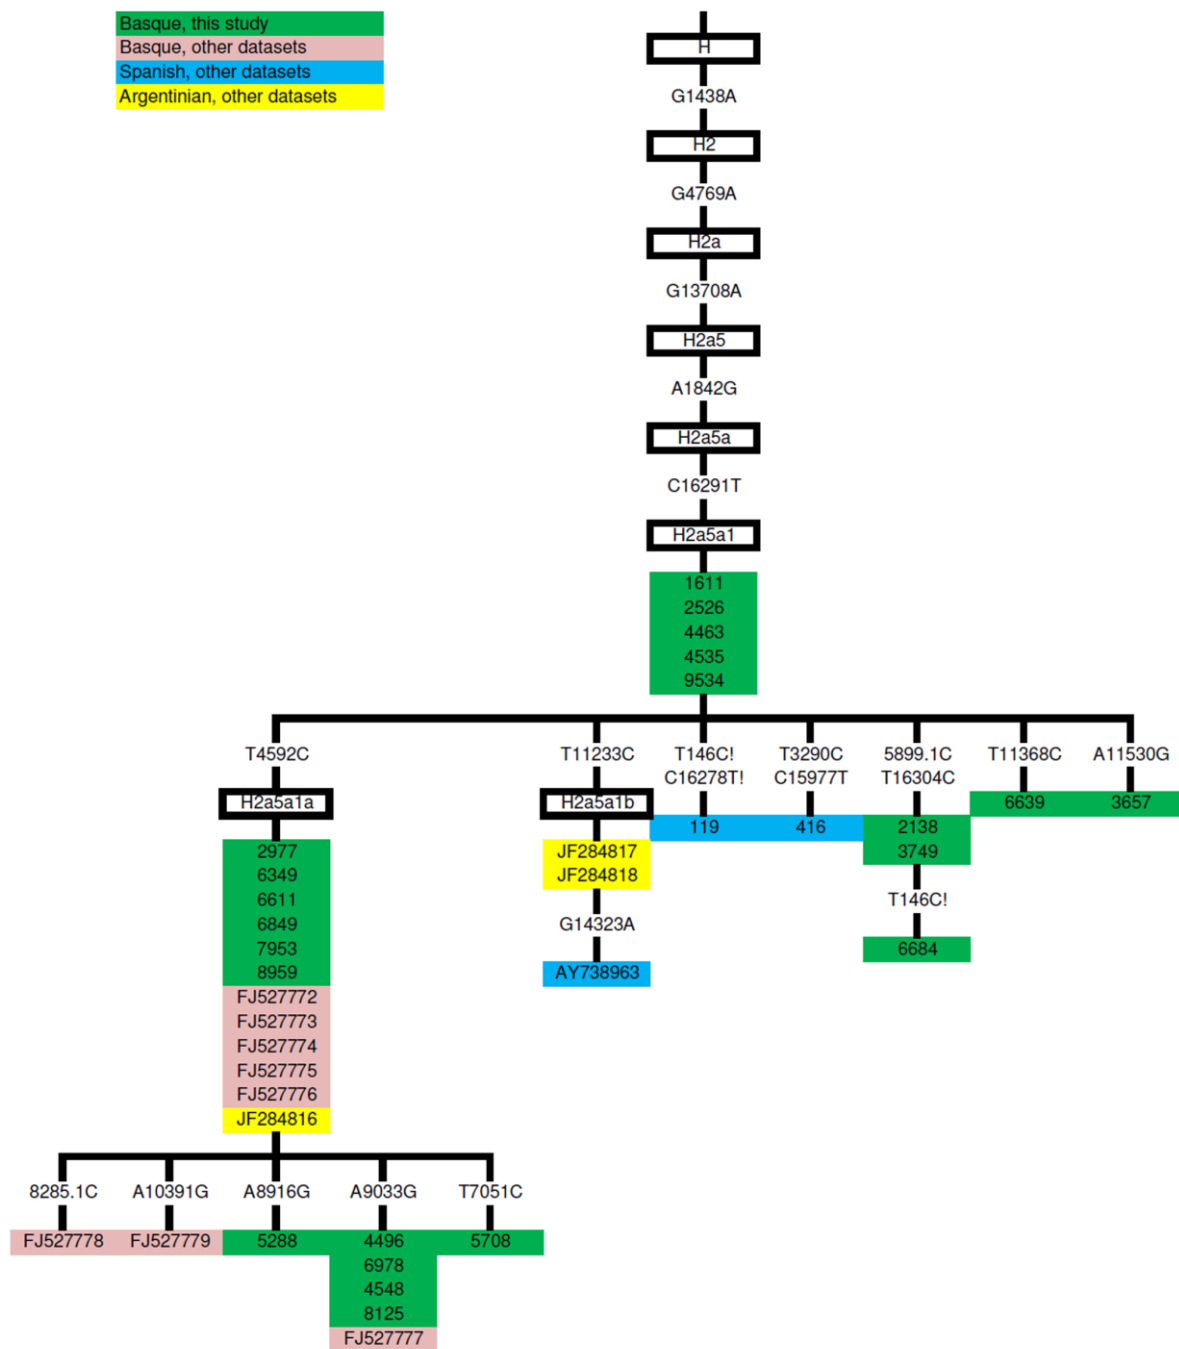 Basque, this study
Basque, other datasets
Spanish, other datasets
Argentinian, other datasets
H
G1438A
H2
G4769A
H2a
G13708A
H2a5
A1842G
H2a5a
C16291T
H2a5a1
1611
2526
4463
4535
9534
T4592C
H2a5a1a
2977
6349
6611
6849
7953
8959
FJ527772
FJ527773
FJ527774
FJ527775
FJ527776
JF284816
8285.1C
FJ527778
A10391G
FJ527779
A8916G
5288
A9033G
4496
6978
4548
8125
FJ527777
T7051C
5708
T11233C
H2a5a1b
JF284817
JF284818
G14323A
AY738963
T146C!
C16278T!
119
T3290C
C15977T
416
5899.1C
T16304C
2138
3749
T146C!
6684
T11368C
6639
A11530G
3657